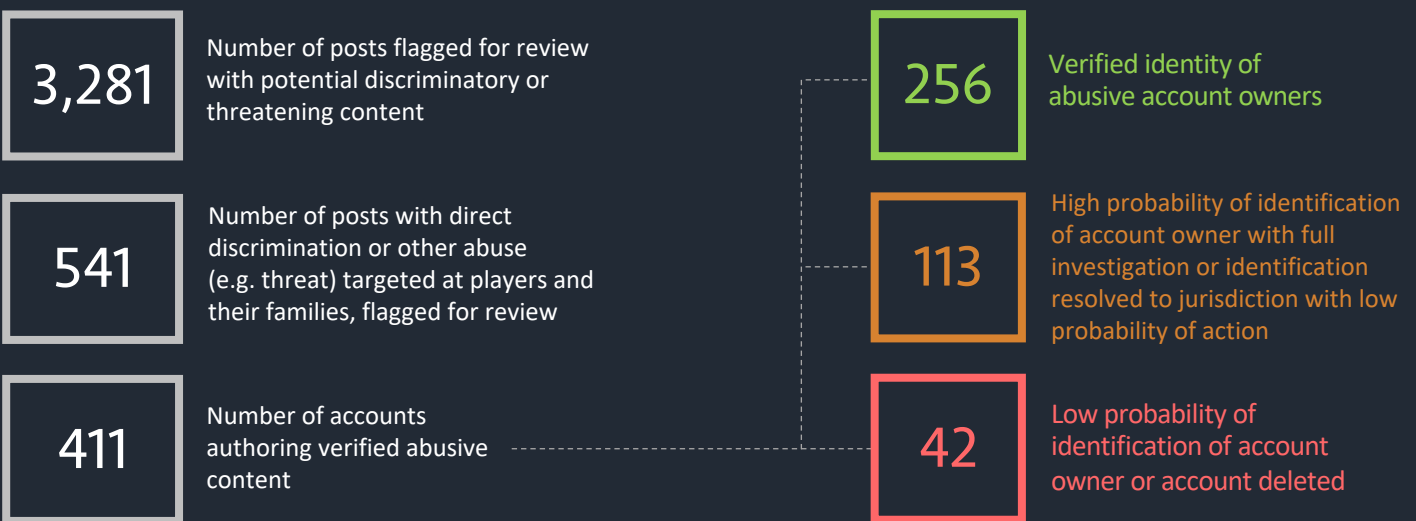 3,281
Number of posts flagged for review
with potential discriminatory or
threatening content
541
Number of posts with direct
discrimination or other abuse
(e.g. threat) targeted at players and
their families, flagged for review
411
Number of accounts
authoring verified abusive
content
256
Verified identity of
abusive account owners
113
High probability of identification
of account owner with full
investigation or identification
resolved to jurisdiction with low
probability of action
42
Low probability of
identification of account
owner or account deleted